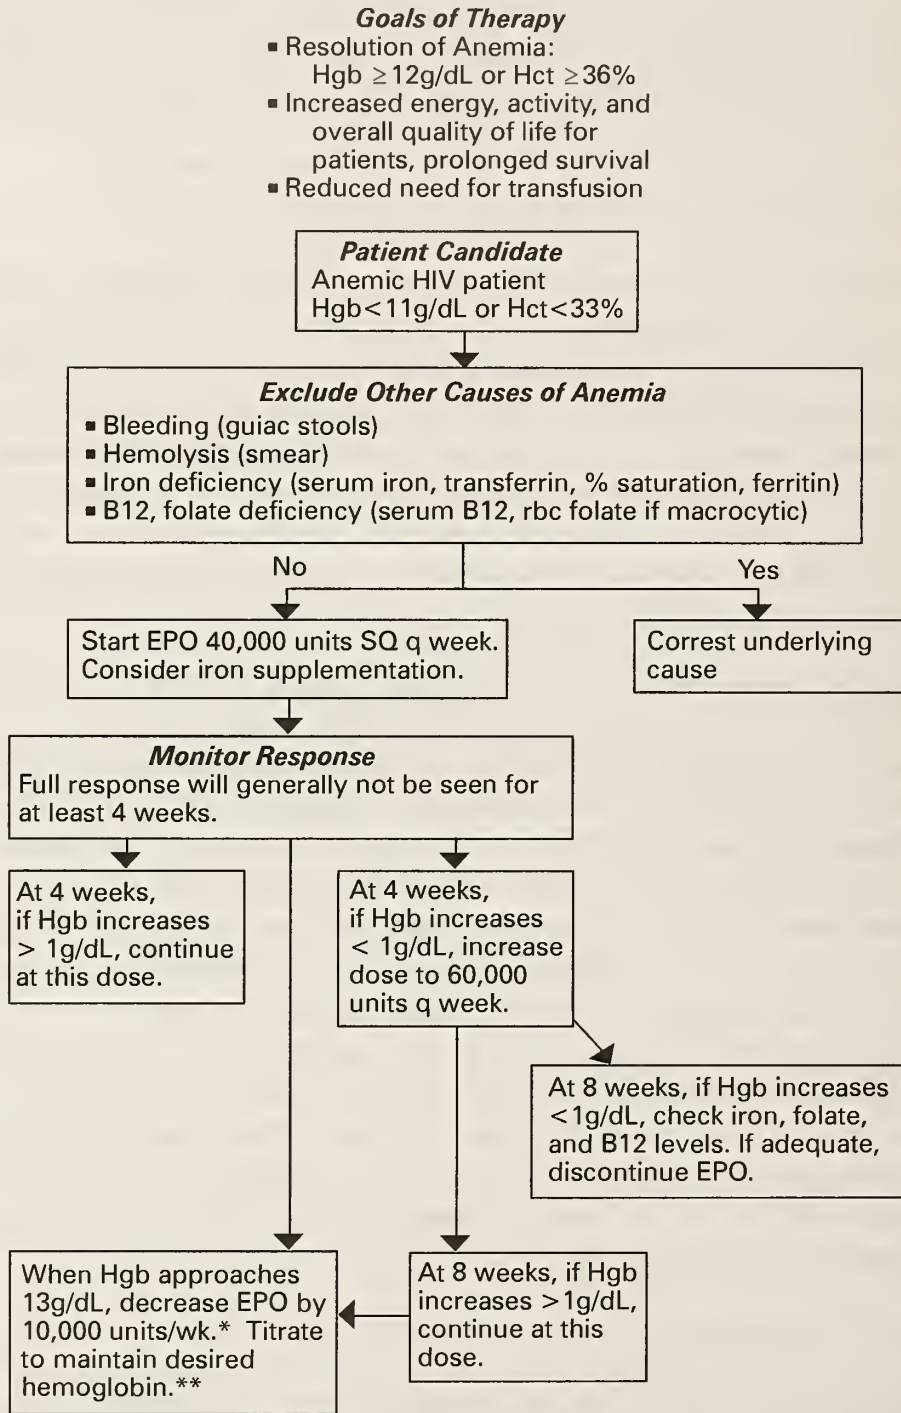 Goals of Therapy
▪ Resolution of Anemia:
Hgb ≥12g/dL or Hct ≥36%
▪ Increased energy, activity, and
overall quality of life for
patients, prolonged survival
▪ Reduced need for transfusion
Patient Candidate
Anemic HIV patient
Hgb<11g/dL or Hct<33%
Exclude Other Causes of Anemia
▪ Bleeding (guiac stools)
▪ Hemolysis (smear)
▪ Iron deficiency (serum iron, transferrin, % saturation, ferritin)
▪ B12, folate deficiency (serum B12, rbc folate if macrocytic)
No
Yes
Start EPO 40,000 units SQ q week.
Consider iron supplementation.
Correst underlying
cause
Monitor Response
Full response will generally not be seen for
at least 4 weeks.
At 4 weeks,
if Hgb increases
> 1g/dL, continue
at this dose.
At 4 weeks,
if Hgb increases
< 1g/dL, increase
dose to 60,000
units q week.
At 8 weeks, if Hgb increases
<1g/dL, check iron, folate,
and B12 levels. If adequate,
discontinue EPO.
When Hgb approaches
13g/dL, decrease EPO by
10,000 units/wk.* Titrate
to maintain desired
hemoglobin.**
At 8 weeks, if Hgb
increases >1g/dL,
continue at this
dose.